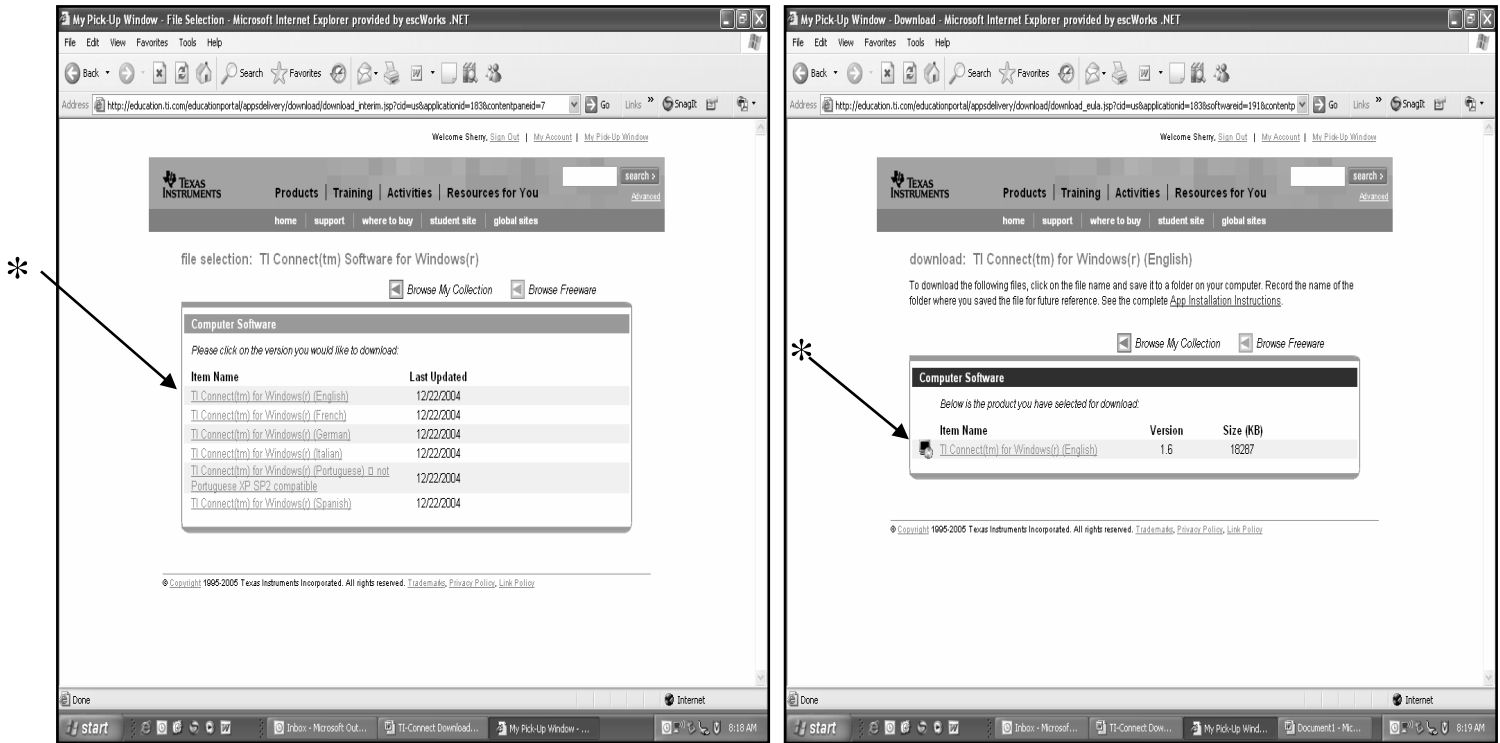 My Pick-Up Window - File Selection - Microsoft Internet Explorer provided by escWorks .NET
File Edit View Favorites Tools Help
Back Search Favorites
Address http://education.ti.com/educationportal/appsdelivery/download/download_interim.jsp?cid=us&applicationid=183&contentpaneid=7 Go Links » SnagIt
Welcome Sherry, Sign Out | My Account | My Pick-Up Window
TEXAS INSTRUMENTS
search >
Advanced
Products | Training | Activities | Resources for You
home | support | where to buy | student site | global sites
file selection: TI Connect(tm) Software for Windows(r)
*
Browse My Collection Browse Freeware
Computer Software
Please click on the version you would like to download:
Item Name Last Updated
TI Connect(tm) for Windows(r) (English) 12/22/2004
TI Connect(tm) for Windows(r) (French) 12/22/2004
TI Connect(tm) for Windows(r) (German) 12/22/2004
TI Connect(tm) for Windows(r) (Italian) 12/22/2004
TI Connect(tm) for Windows(r) (Portuguese) □ not
Portuguese XP SP2 compatible 12/22/2004
TI Connect(tm) for Windows(r) (Spanish) 12/22/2004
© Copyright 1995-2005 Texas Instruments Incorporated. All rights reserved. Trademarks, Privacy Policy, Link Policy
Done Internet
start Inbox - Microsoft Out... TI-Connect Download... My Pick-Up Window - ... 8:18 AM
My Pick-Up Window - Download - Microsoft Internet Explorer provided by escWorks .NET
File Edit View Favorites Tools Help
Back Search Favorites
Address http://education.ti.com/educationportal/appsdelivery/download/download_eula.jsp?cid=us&applicationid=183&softwareid=191&contentp Go Links » SnagIt
Welcome Sherry, Sign Out | My Account | My Pick-Up Window
TEXAS INSTRUMENTS
search >
Advanced
Products | Training | Activities | Resources for You
home | support | where to buy | student site | global sites
download: TI Connect(tm) for Windows(r) (English)
To download the following files, click on the file name and save it to a folder on your computer. Record the name of the
folder where you saved the file for future reference. See the complete App Installation Instructions.
*
Browse My Collection Browse Freeware
Computer Software
Below is the product you have selected for download:
Item Name Version Size (KB)
TI Connect(tm) for Windows(r) (English) 1.6 18287
© Copyright 1995-2005 Texas Instruments Incorporated. All rights reserved. Trademarks, Privacy Policy, Link Policy
Done Internet
start Inbox - Microsof... TI-Connect Dow... My Pick-Up Wind... Document1 - Mic... 8:19 AM